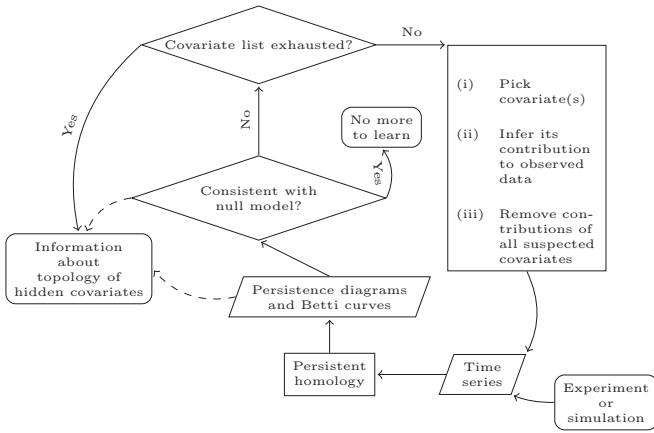 Covariate list exhausted?
No
(i) Pick
covariate(s)
(ii) Infer its
contribution
to observed
data
(iii) Remove con-
tributions of
all suspected
covariates
Yes
No
No more
to learn
Yes
Consistent with
null model?
Information
about
topology of
hidden covariates
Persistence diagrams
and Betti curves
Persistent
homology
Time
series
Experiment
or
simulation